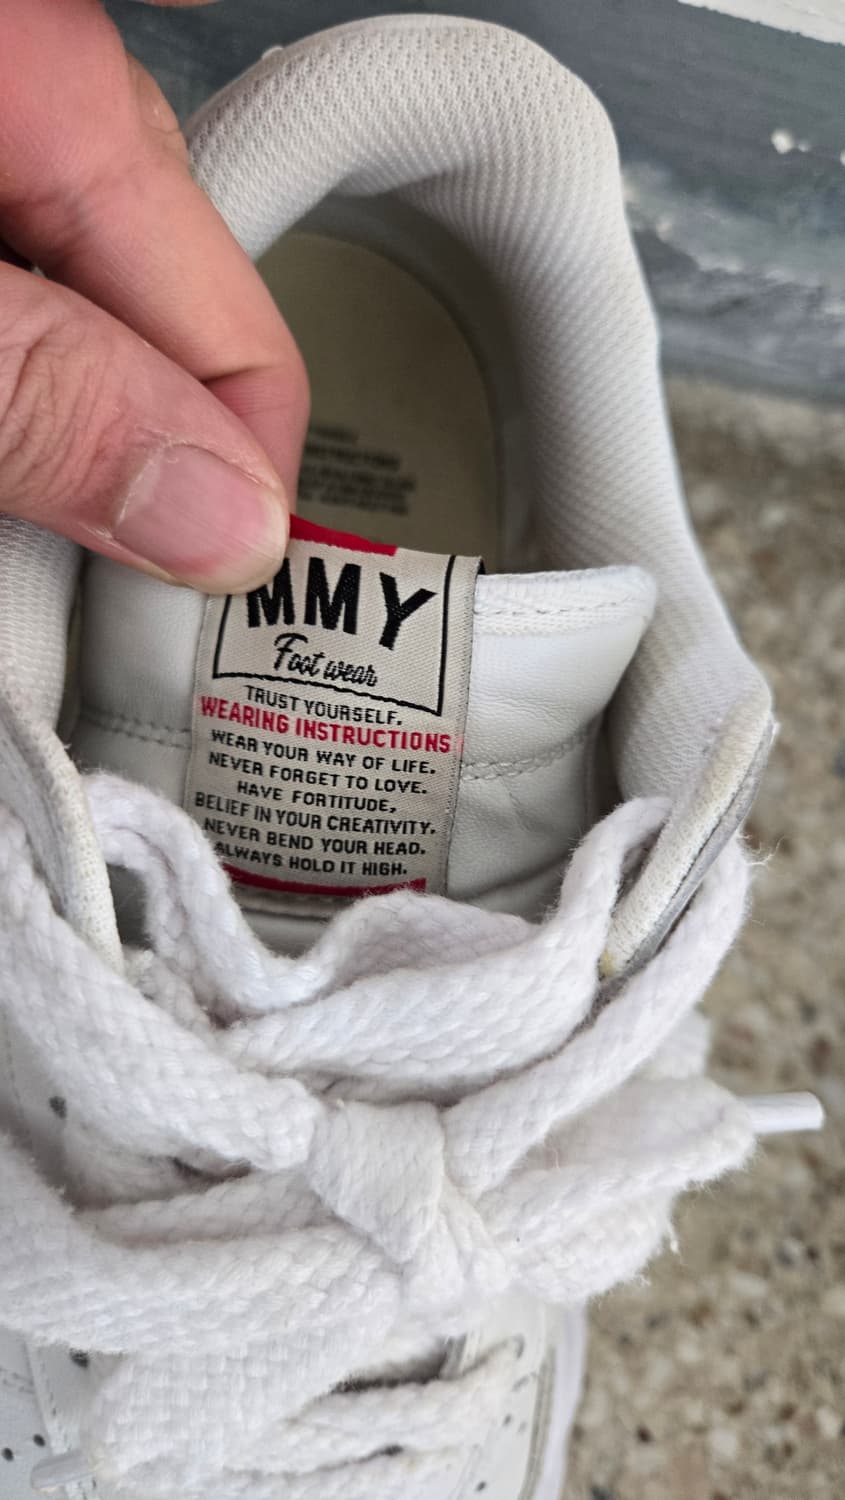 MMY
Foot wear
TRUST YOURSELF.
WEARING INSTRUCTIONS
WEAR YOUR WAY OF LIFE.
NEVER FORGET TO LOVE.
HAVE FORTITUDE,
BELIEF IN YOUR CREATIVITY.
NEVER BEND YOUR HEAD.
ALWAYS HOLD IT HIGH.